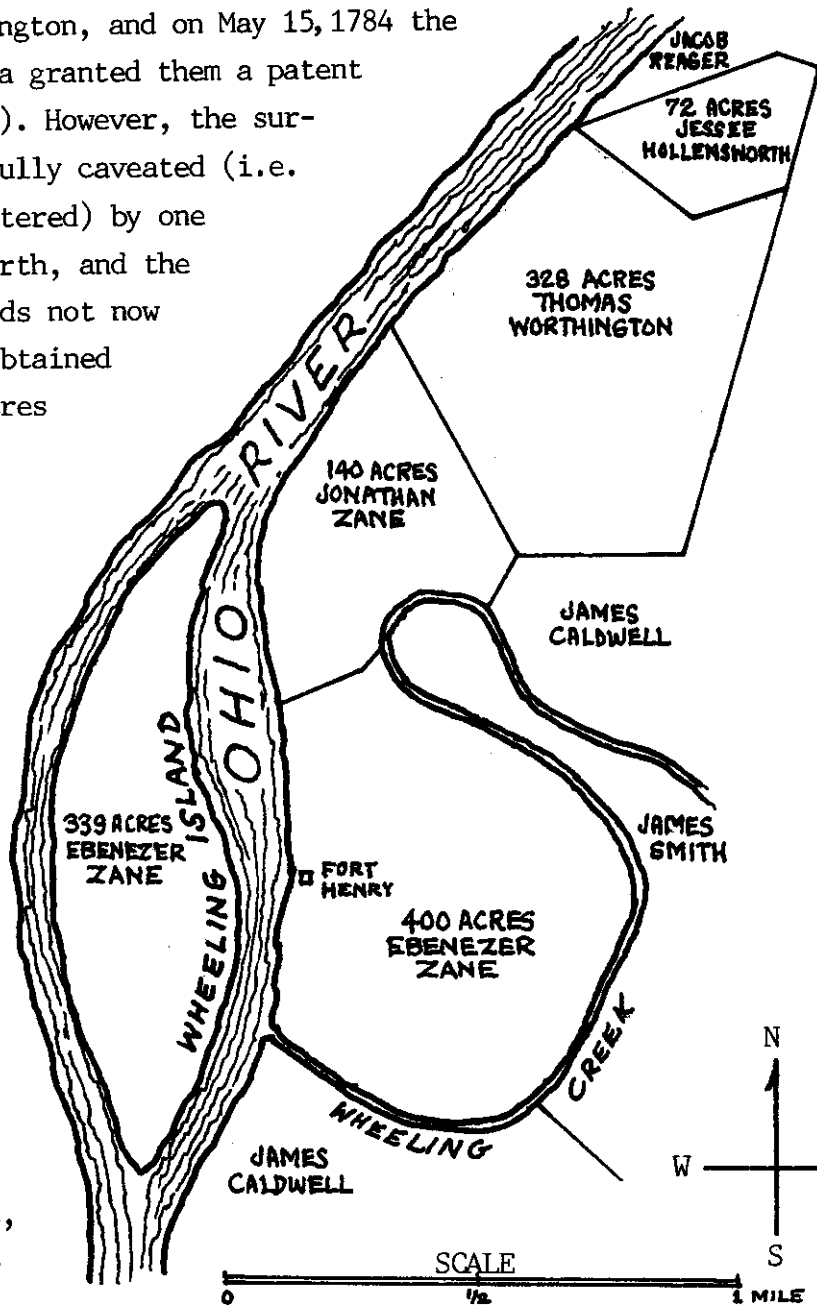 ngton, and on May 15, 1784 the
a granted them a patent
). However, the sur-
ully caveated (i.e.
tered) by one
rth, and the
ds not now
btained
res
JACOB
REAGER
72 ACRES
JESSEE
HOLLEMSWORTH
328 ACRES
THOMAS
WORTHINGTON
OHIO RIVER
140 ACRES
JONATHAN
ZANE
JAMES
CALDWELL
339 ACRES
EBENEZER
ZANE
WHEELING ISLAND
FORT
HENRY
JAMES
SMITH
400 ACRES
EBENEZER
ZANE
WHEELING CREEK
JAMES
CALDWELL
N
W
S
,
SCALE
0 1/2 1 MILE